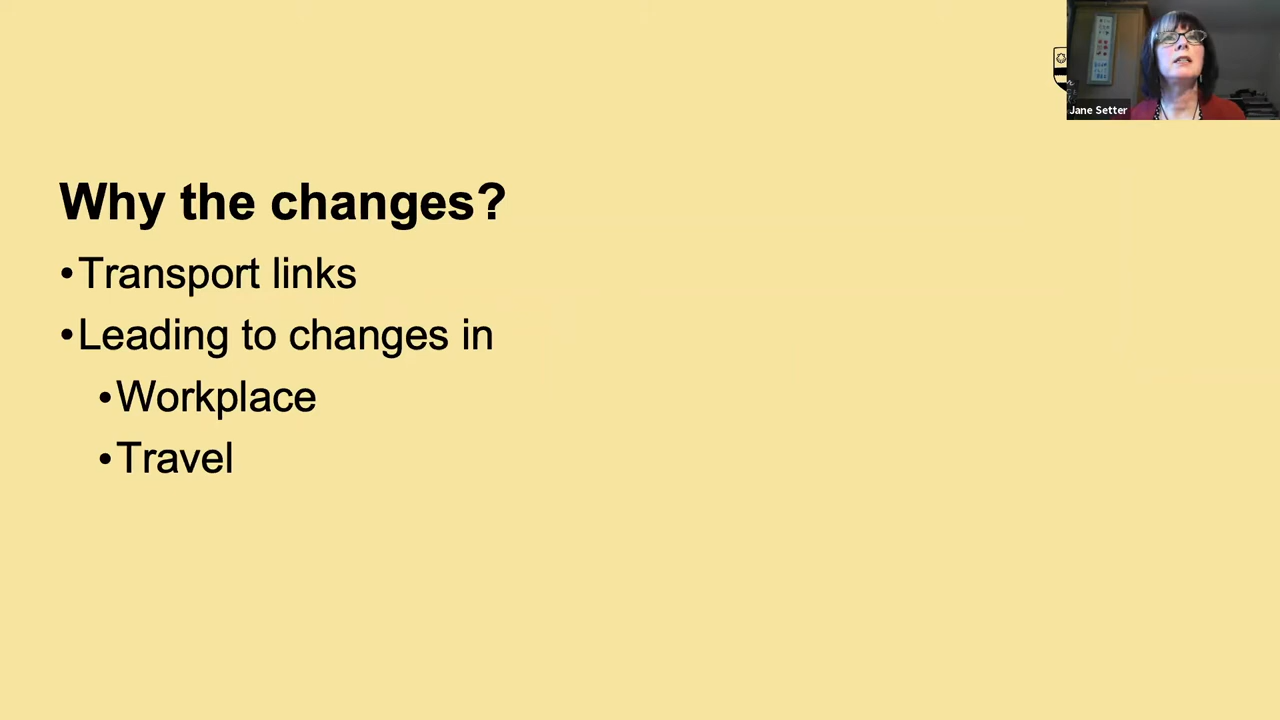 Jane Setter
Why the changes?
•Transport links
•Leading to changes in
•Workplace
•Travel